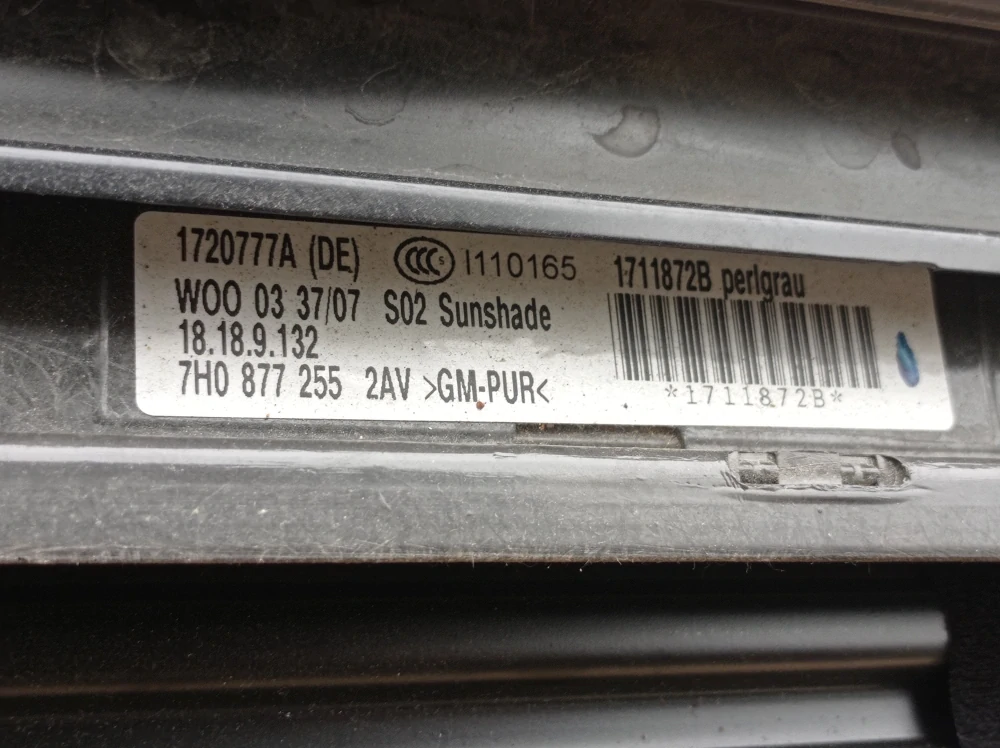 1720777A (DE) CCC S I110165
WOO 03 37/07 S02 Sunshade
18.18.9.132
7H0 877 255 2AV >GM-PUR<
1711872B perlgrau
*1711872B*